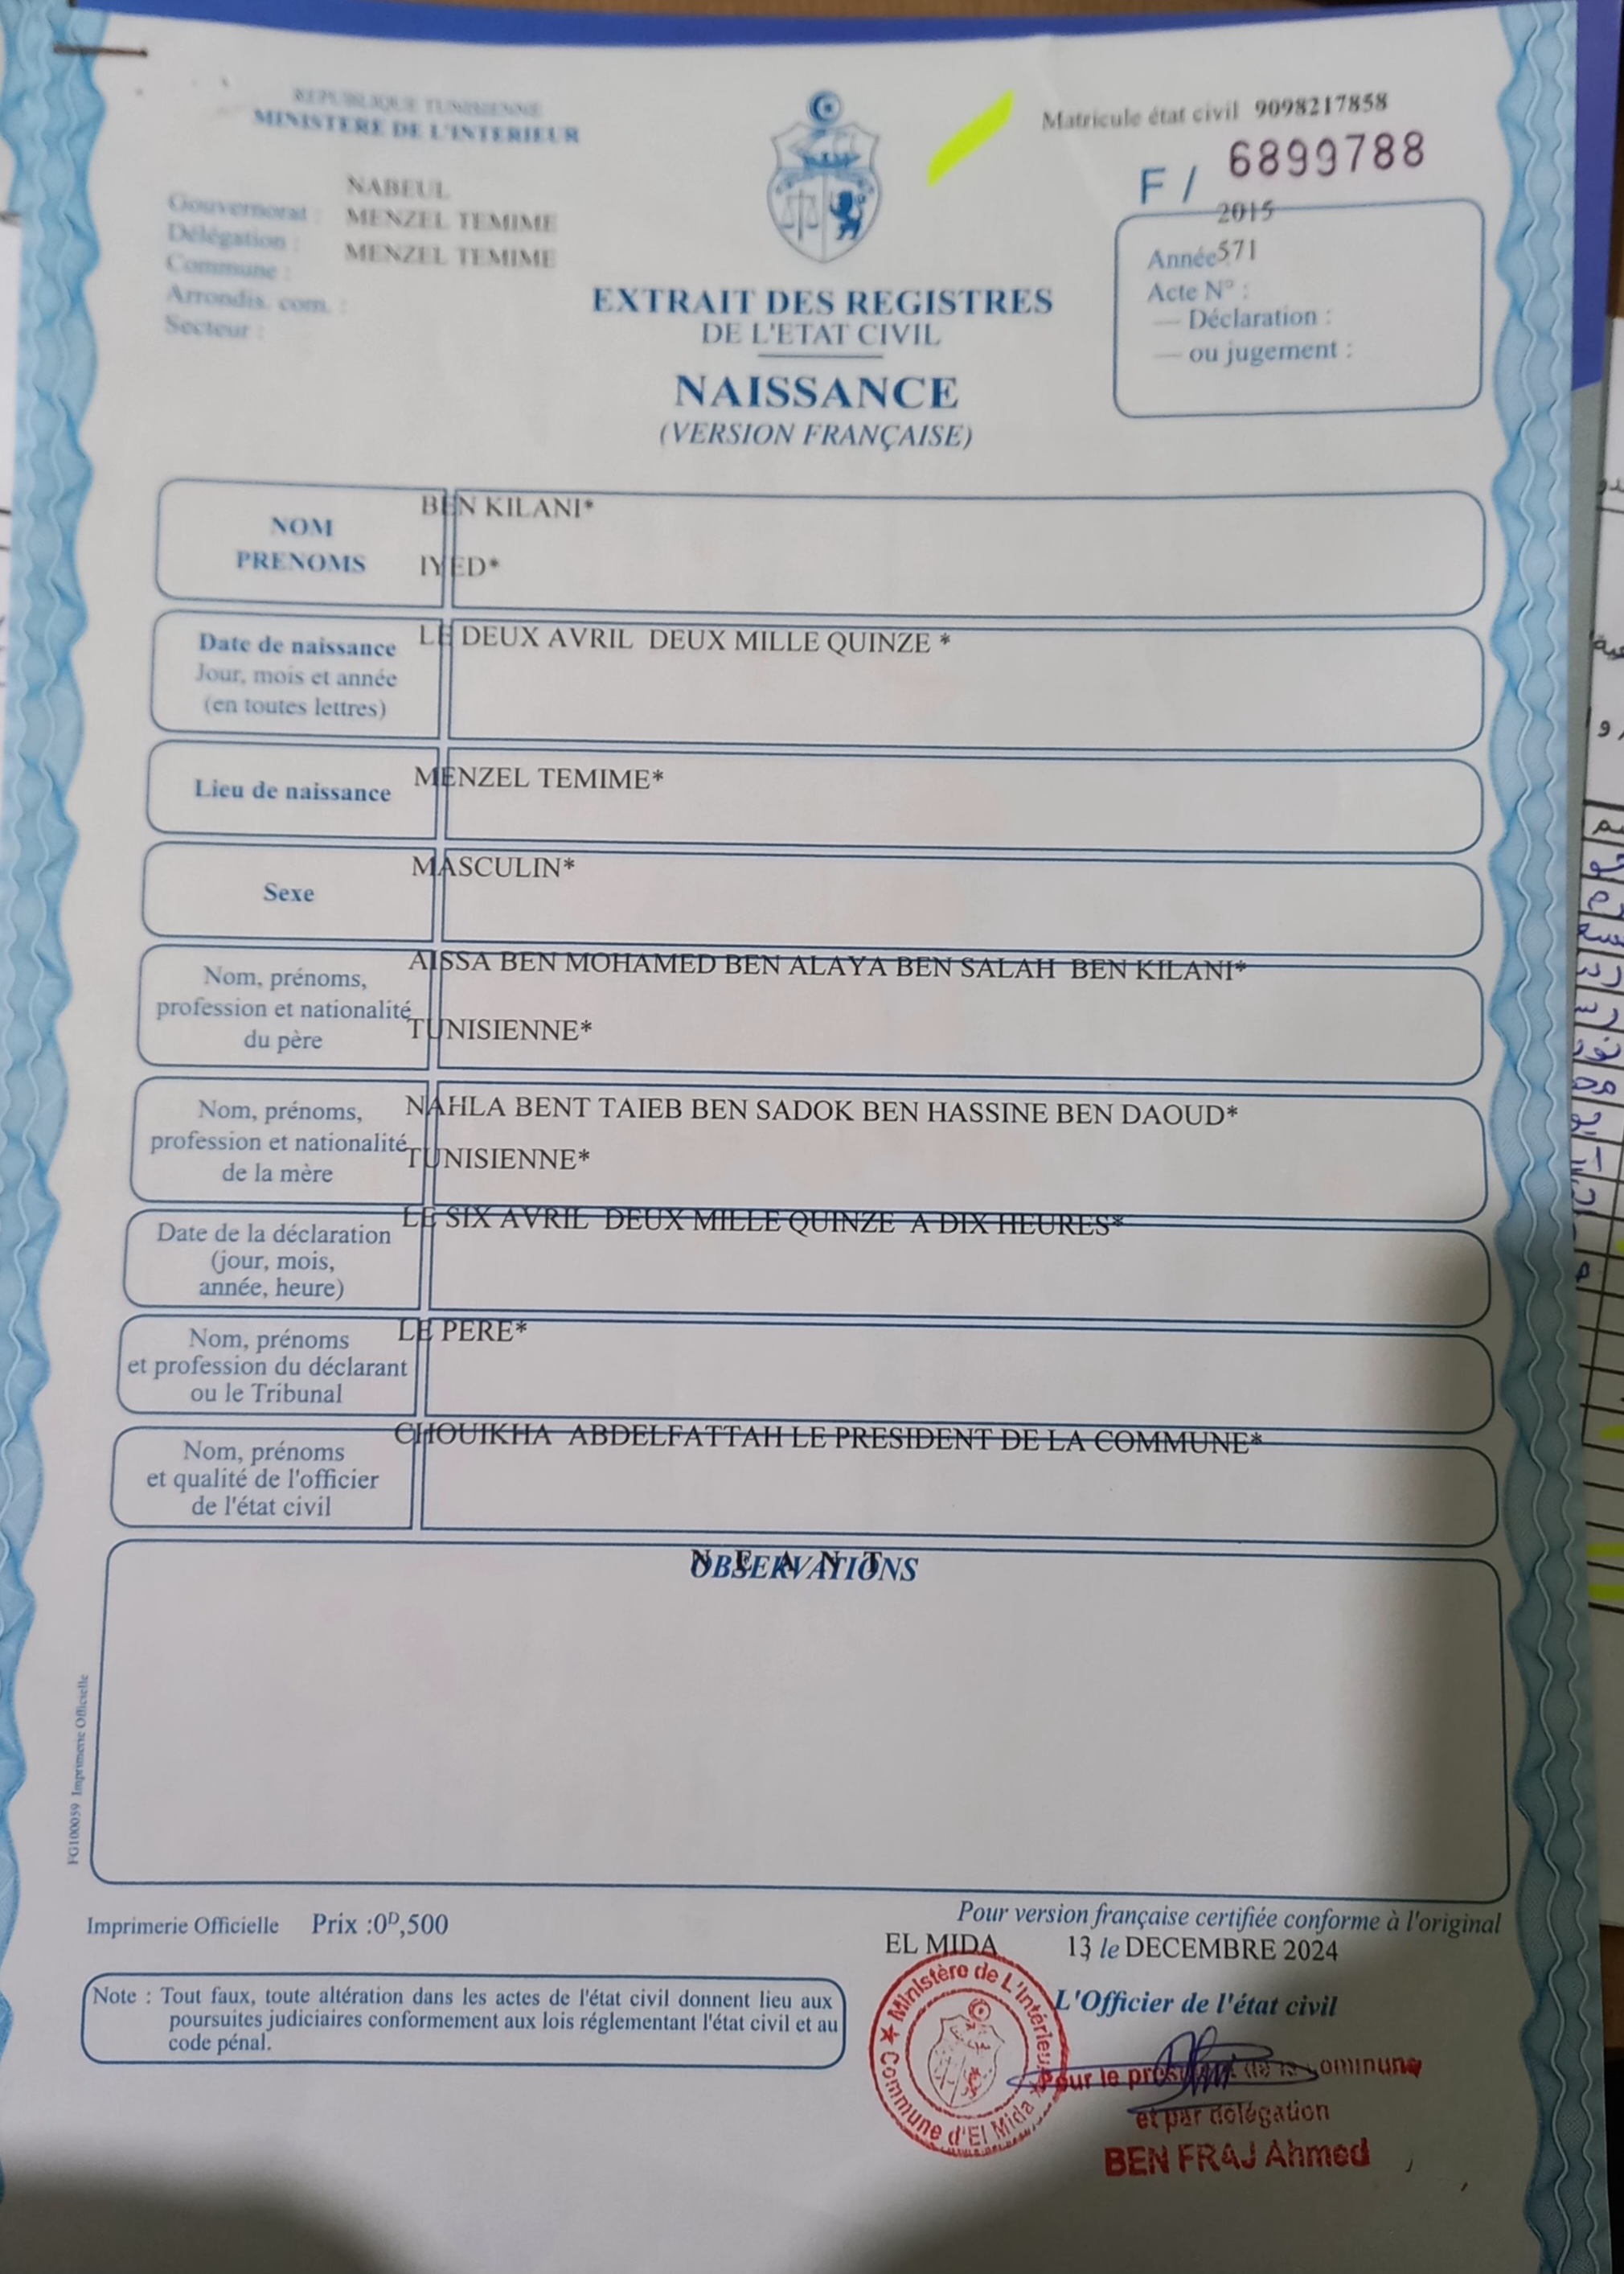 REPUBLIQUE TUNISIENNE
MINISTERE DE L'INTERIEUR
Matricule état civil 9098217858
F / 6899788
NABEUL
Gouvernorat : MENZEL TEMIME
Délégation : MENZEL TEMIME
Commune :
Arrondis. com. :
Secteur :
2015
Année 571
Acte N° :
— Déclaration :
— ou jugement :
EXTRAIT DES REGISTRES
DE L'ETAT CIVIL
NAISSANCE
(VERSION FRANÇAISE)
NOM BEN KILANI*
PRENOMS IYED*
Date de naissance LE DEUX AVRIL DEUX MILLE QUINZE *
Jour, mois et année
(en toutes lettres)
Lieu de naissance MENZEL TEMIME*
Sexe MASCULIN*
Nom, prénoms, AISSA BEN MOHAMED BEN ALAYA BEN SALAH BEN KILANI*
profession et nationalité
du père TUNISIENNE*
Nom, prénoms, NAHLA BENT TAIEB BEN SADOK BEN HASSINE BEN DAOUD*
profession et nationalité
de la mère TUNISIENNE*
Date de la déclaration LE SIX AVRIL DEUX MILLE QUINZE A DIX HEURES*
(jour, mois,
année, heure)
Nom, prénoms LE PERE*
et profession du déclarant
ou le Tribunal
CHOUIKHA ABDELFATTAH LE PRESIDENT DE LA COMMUNE*
Nom, prénoms
et qualité de l'officier
de l'état civil
N E A N T
OBSERVATIONS
FG100059 Imprimerie Officielle
Imprimerie Officielle Prix :0D,500
Pour version française certifiée conforme à l'original
EL MIDA 13 le DECEMBRE 2024
L'Officier de l'état civil
Note : Tout faux, toute altération dans les actes de l'état civil donnent lieu aux
poursuites judiciaires conformement aux lois réglementant l'état civil et au
code pénal.
Ministère de L'Intérieur
Commune d'El Mida
Pour le président de la commune
et par délégation
BEN FRAJ Ahmed